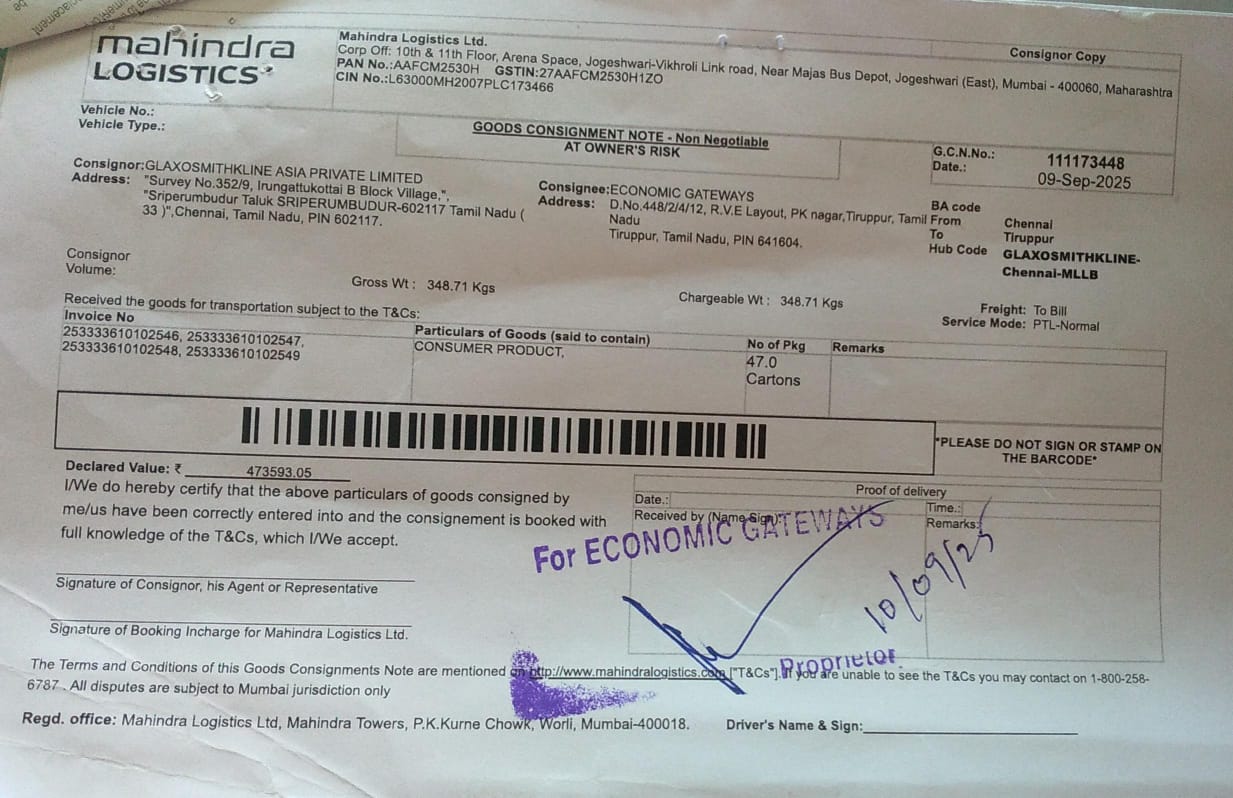 mahindra
LOGISTICS
Mahindra Logistics Ltd.
Corp Off: 10th & 11th Floor, Arena Space, Jogeshwari-Vikhroli Link road, Near Majas Bus Depot, Jogeshwari (East), Mumbai - 400060, Maharashtra
PAN No.:AAFCM2530H GSTIN:27AAFCM2530H1ZO
CIN No.:L63000MH2007PLC173466
Consignor Copy
Vehicle No.:
Vehicle Type.:
GOODS CONSIGNMENT NOTE - Non Negotiable
AT OWNER'S RISK
G.C.N.No.: 111173448
Date.: 09-Sep-2025
Consignor:GLAXOSMITHKLINE ASIA PRIVATE LIMITED
Address: "Survey No.352/9, Irungattukottai B Block Village,",
"Sriperumbudur Taluk SRIPERUMBUDUR-602117 Tamil Nadu (
33 )",Chennai, Tamil Nadu, PIN 602117.
Consignee:ECONOMIC GATEWAYS
Address: D.No.448/2/4/12, R.V.E Layout, PK nagar,Tiruppur, Tamil
Nadu
Tiruppur, Tamil Nadu, PIN 641604.
BA code
From Chennai
To Tiruppur
Hub Code GLAXOSMITHKLINE-
Chennai-MLLB
Consignor
Volume:
Gross Wt : 348.71 Kgs
Chargeable Wt : 348.71 Kgs
Freight: To Bill
Service Mode: PTL-Normal
Received the goods for transportation subject to the T&Cs:
Invoice No
253333610102546, 253333610102547,
253333610102548, 253333610102549
Particulars of Goods (said to contain)
CONSUMER PRODUCT,
No of Pkg
47.0
Cartons
Remarks
*PLEASE DO NOT SIGN OR STAMP ON
THE BARCODE*
Declared Value: ₹ 473593.05
I/We do hereby certify that the above particulars of goods consigned by
me/us have been correctly entered into and the consignement is booked with
full knowledge of the T&Cs, which I/We accept.
Proof of delivery
Date.:
Time.:
Received by (Name Sign):
Remarks:
For ECONOMIC GATEWAYS
10/09/25
Proprietor
Signature of Consignor, his Agent or Representative
Signature of Booking Incharge for Mahindra Logistics Ltd.
The Terms and Conditions of this Goods Consignments Note are mentioned on http://www.mahindralogistics.com ["T&Cs"]. If you are unable to see the T&Cs you may contact on 1-800-258-
6787 . All disputes are subject to Mumbai jurisdiction only
Regd. office: Mahindra Logistics Ltd, Mahindra Towers, P.K.Kurne Chowk, Worli, Mumbai-400018.
Driver's Name & Sign: